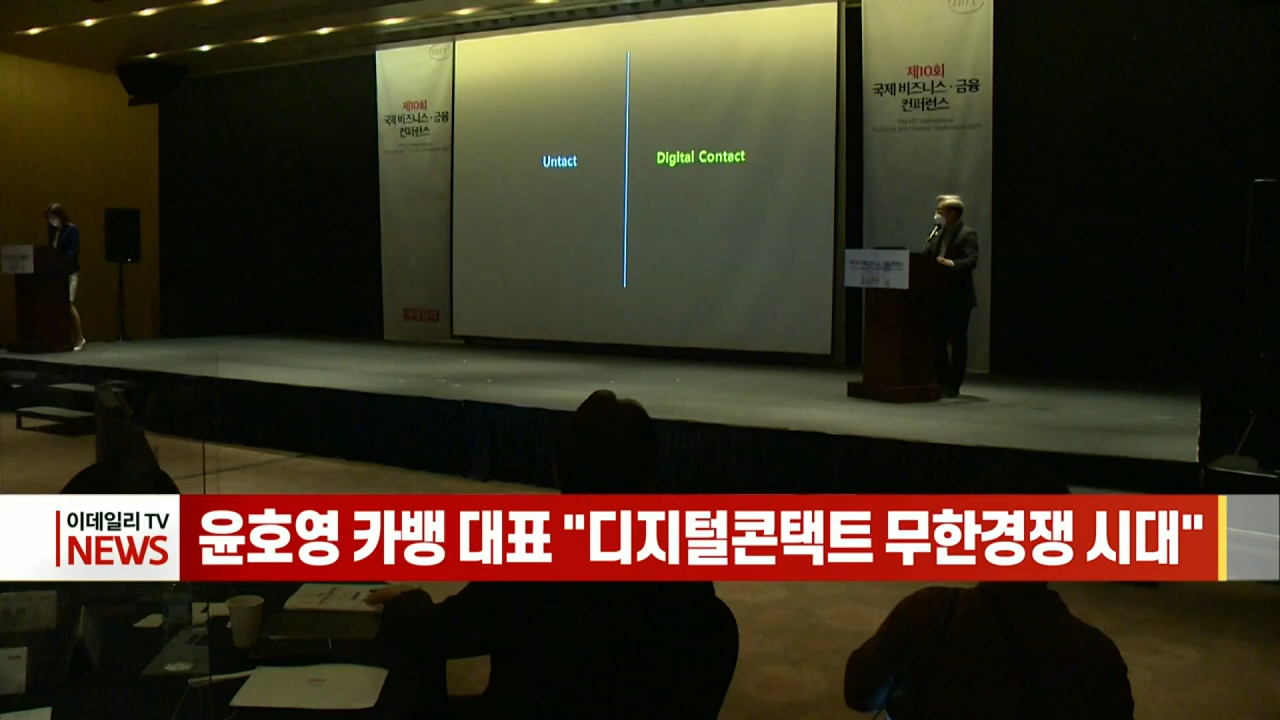 제10회
국제 비즈니스·금융
컨퍼런스
Untact
Digital Contact
제10회
국제 비즈니스·금융
컨퍼런스
이데일리 TV
NEWS
윤호영 카뱅 대표 "디지털콘택트 무한경쟁 시대"